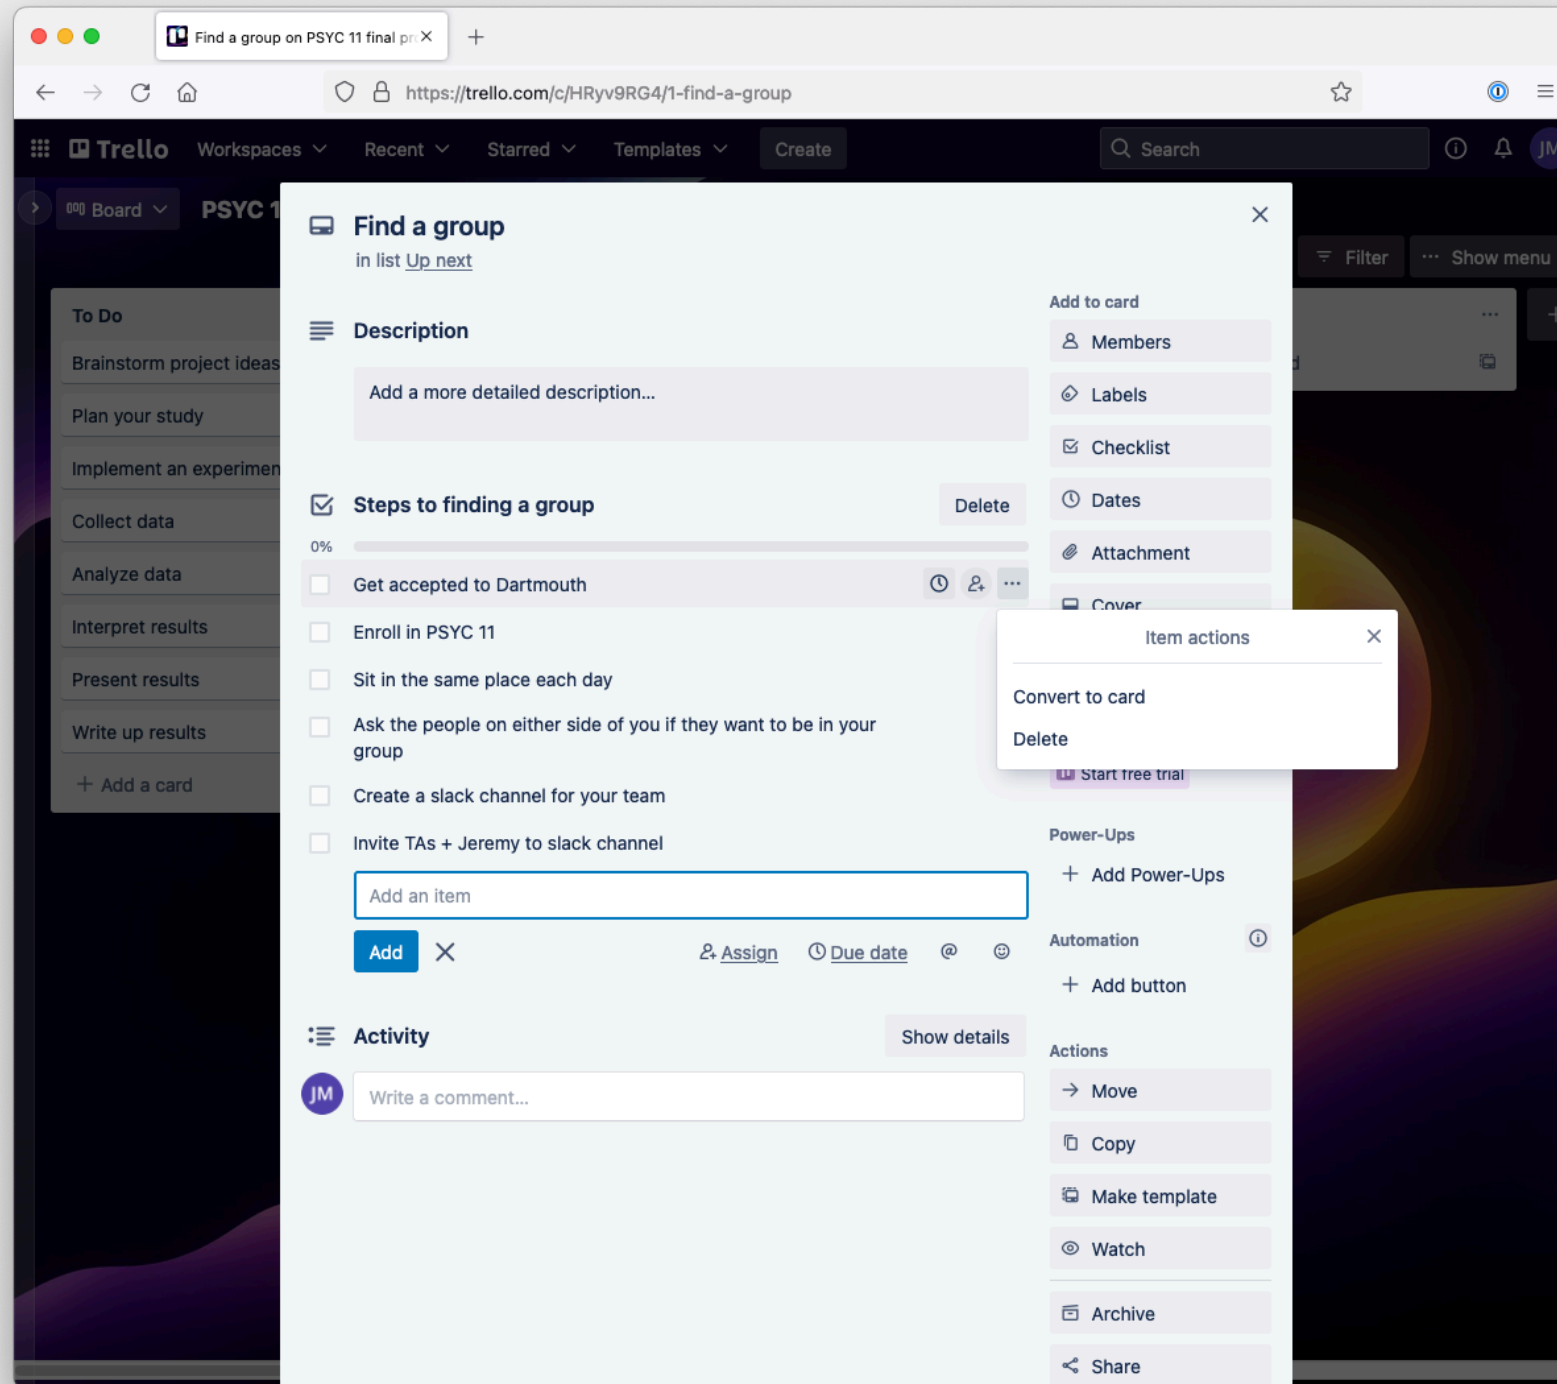 Find a group on PSYC 11 final pr
https://trello.com/c/HRyv9RG4/1-find-a-group
Trello
Workspaces
Recent
Starred
Templates
Create
Search
JM
Board
PSYC 1
Filter
Show menu
To Do
Brainstorm project ideas
Plan your study
Implement an experimen
Collect data
Analyze data
Interpret results
Present results
Write up results
+ Add a card
Find a group
in list Up next
Description
Add a more detailed description...
Steps to finding a group
Delete
0%
Get accepted to Dartmouth
Enroll in PSYC 11
Sit in the same place each day
Ask the people on either side of you if they want to be in your
group
Create a slack channel for your team
Invite TAs + Jeremy to slack channel
Add an item
Add
Assign
Due date
@
Activity
Show details
JM
Write a comment...
Add to card
Members
Labels
Checklist
Dates
Attachment
Cover
Item actions
Convert to card
Delete
Start free trial
Power-Ups
+ Add Power-Ups
Automation
+ Add button
Actions
Move
Copy
Make template
Watch
Archive
Share